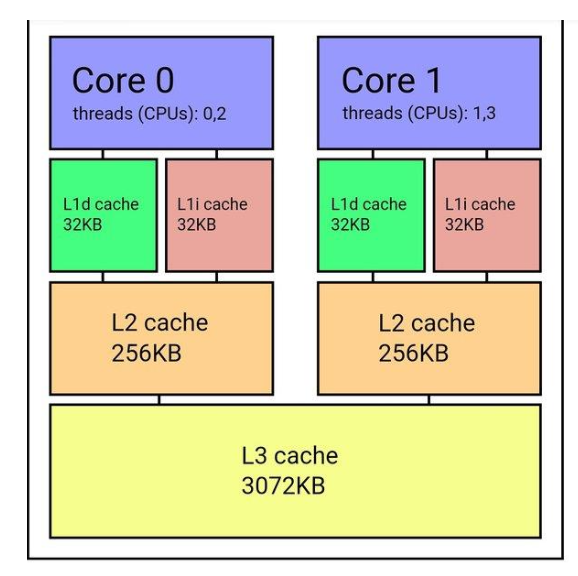 Core 0
threads (CPUs): 0,2
Core 1
threads (CPUs): 1,3
L1d cache
32KB
L1i cache
32KB
L1d cache
32KB
L1i cache
32KB
L2 cache
256KB
L2 cache
256KB
L3 cache
3072KB